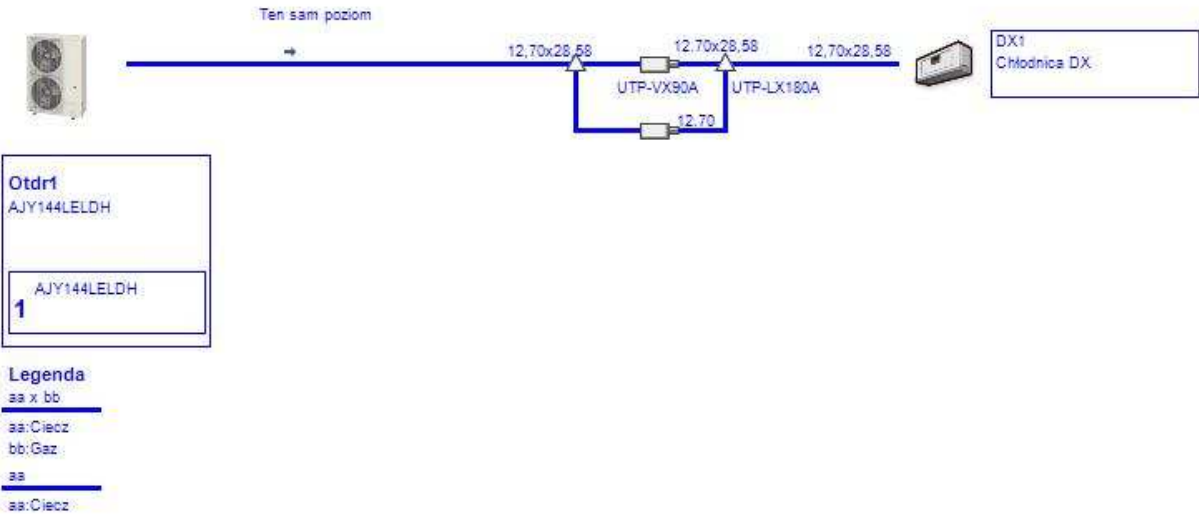 Ten sam poziom
12,70x28,58
12.70x28,58
12,70x28,58
UTP-VX90A
UTP-LX180A
12.70
DX1
Chłodnica DX
Otdr1
AJY144LELDH
AJY144LELDH
1
Legenda
aa x bb
aa:Ciecz
bb:Gaz
aa
aa:Ciecz